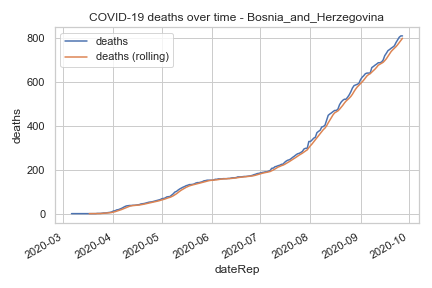 COVID-19 deaths over time - Bosnia_and_Herzegovina
deaths
deaths (rolling)
800
600
400
200
0
deaths
2020-03
2020-04
2020-05
2020-06
2020-07
2020-08
2020-09
2020-10
dateRep